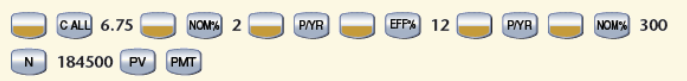 C ALL 6.75 NOM% 2 P/YR EFF% 12 P/YR NOM% 300
N 184500 PV PMT